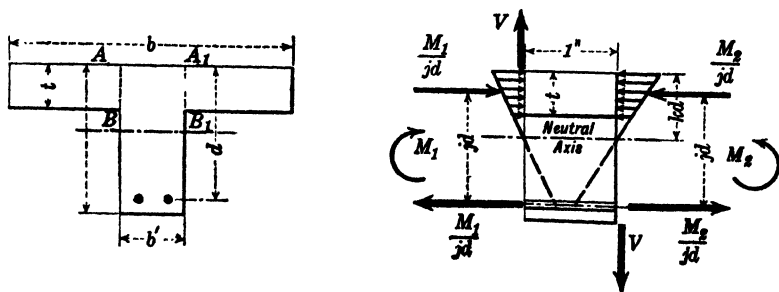 b
A A₁
t
B B₁
d
b'
V
1"
M₁/jd
M₂/jd
t
kd
Neutral
Axis
jd
jd
M₁
M₂
M₁/jd
M₂/jd
V